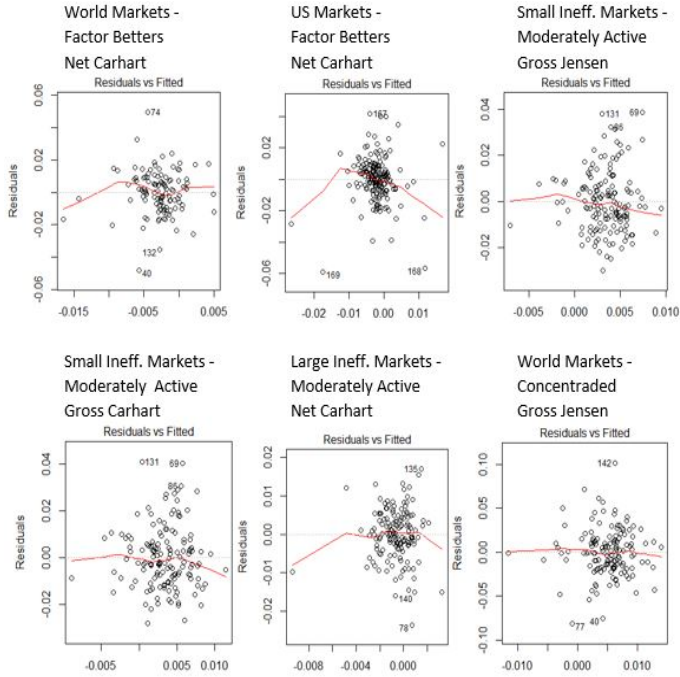 World Markets -
Factor Betters
Net Carhart
Residuals vs Fitted
Residuals
0.06
0.02
-0.02
-0.06
74
132
40
-0.015
-0.005
0.005
US Markets -
Factor Betters
Net Carhart
Residuals vs Fitted
Residuals
0.02
-0.02
-0.06
167
169
168
-0.02
-0.01
0.00
0.01
Small Ineff. Markets -
Moderately Active
Gross Jensen
Residuals vs Fitted
Residuals
0.04
0.02
0.00
-0.02
131
69
-0.005
0.000
0.005
0.010
Small Ineff. Markets -
Moderately Active
Gross Carhart
Residuals vs Fitted
Residuals
0.04
0.02
0.00
-0.02
131
69
86
-0.005
0.005
0.010
Large Ineff. Markets -
Moderately Active
Net Carhart
Residuals vs Fitted
Residuals
0.02
0.01
0.00
-0.01
-0.02
135
140
78
-0.008
-0.004
0.000
World Markets -
Concentraded
Gross Jensen
Residuals vs Fitted
Residuals
0.10
0.05
0.00
-0.05
-0.10
142
77
40
-0.010
0.000
0.010